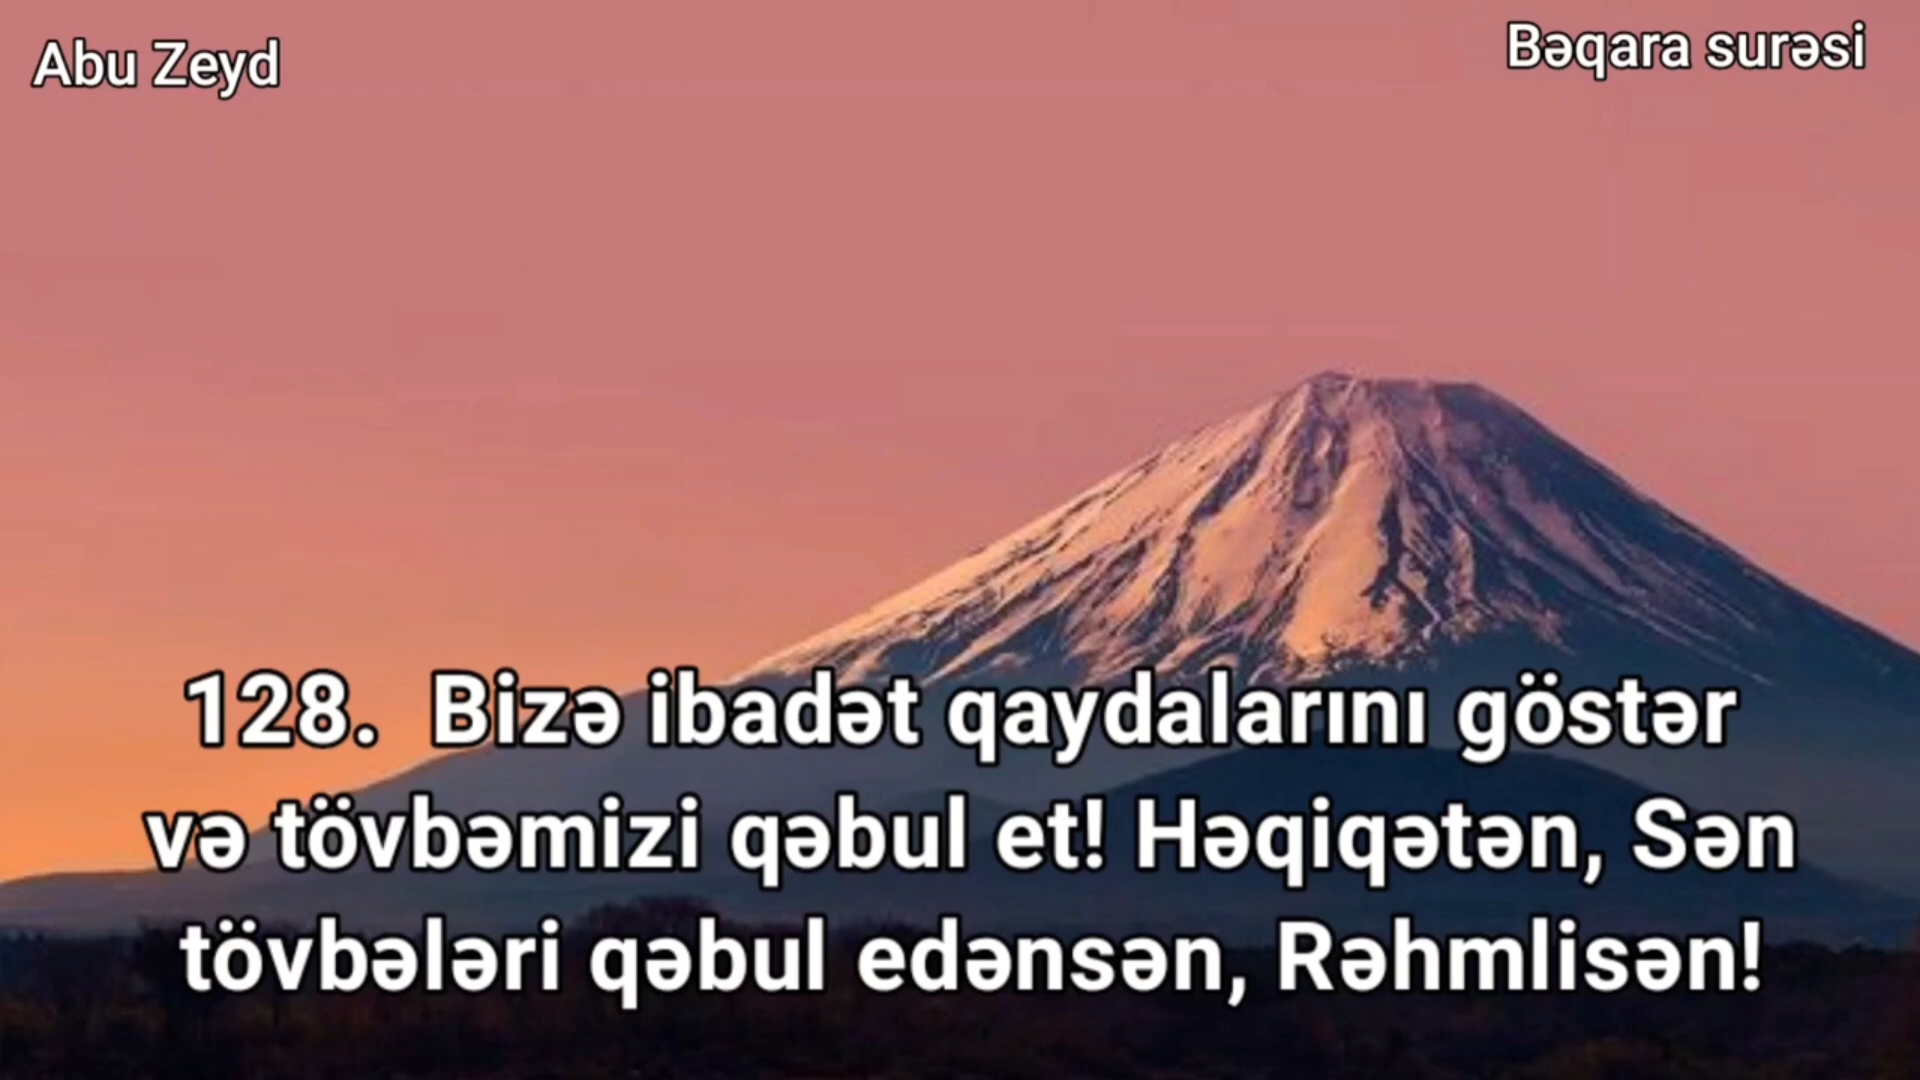 Abu Zeyd
Bəqara surəsi
128. Bizə ibadət qaydalarını göstər
və tövbəmizi qəbul et! Həqiqətən, Sən
tövbələri qəbul edənsən, Rəhmlisən!